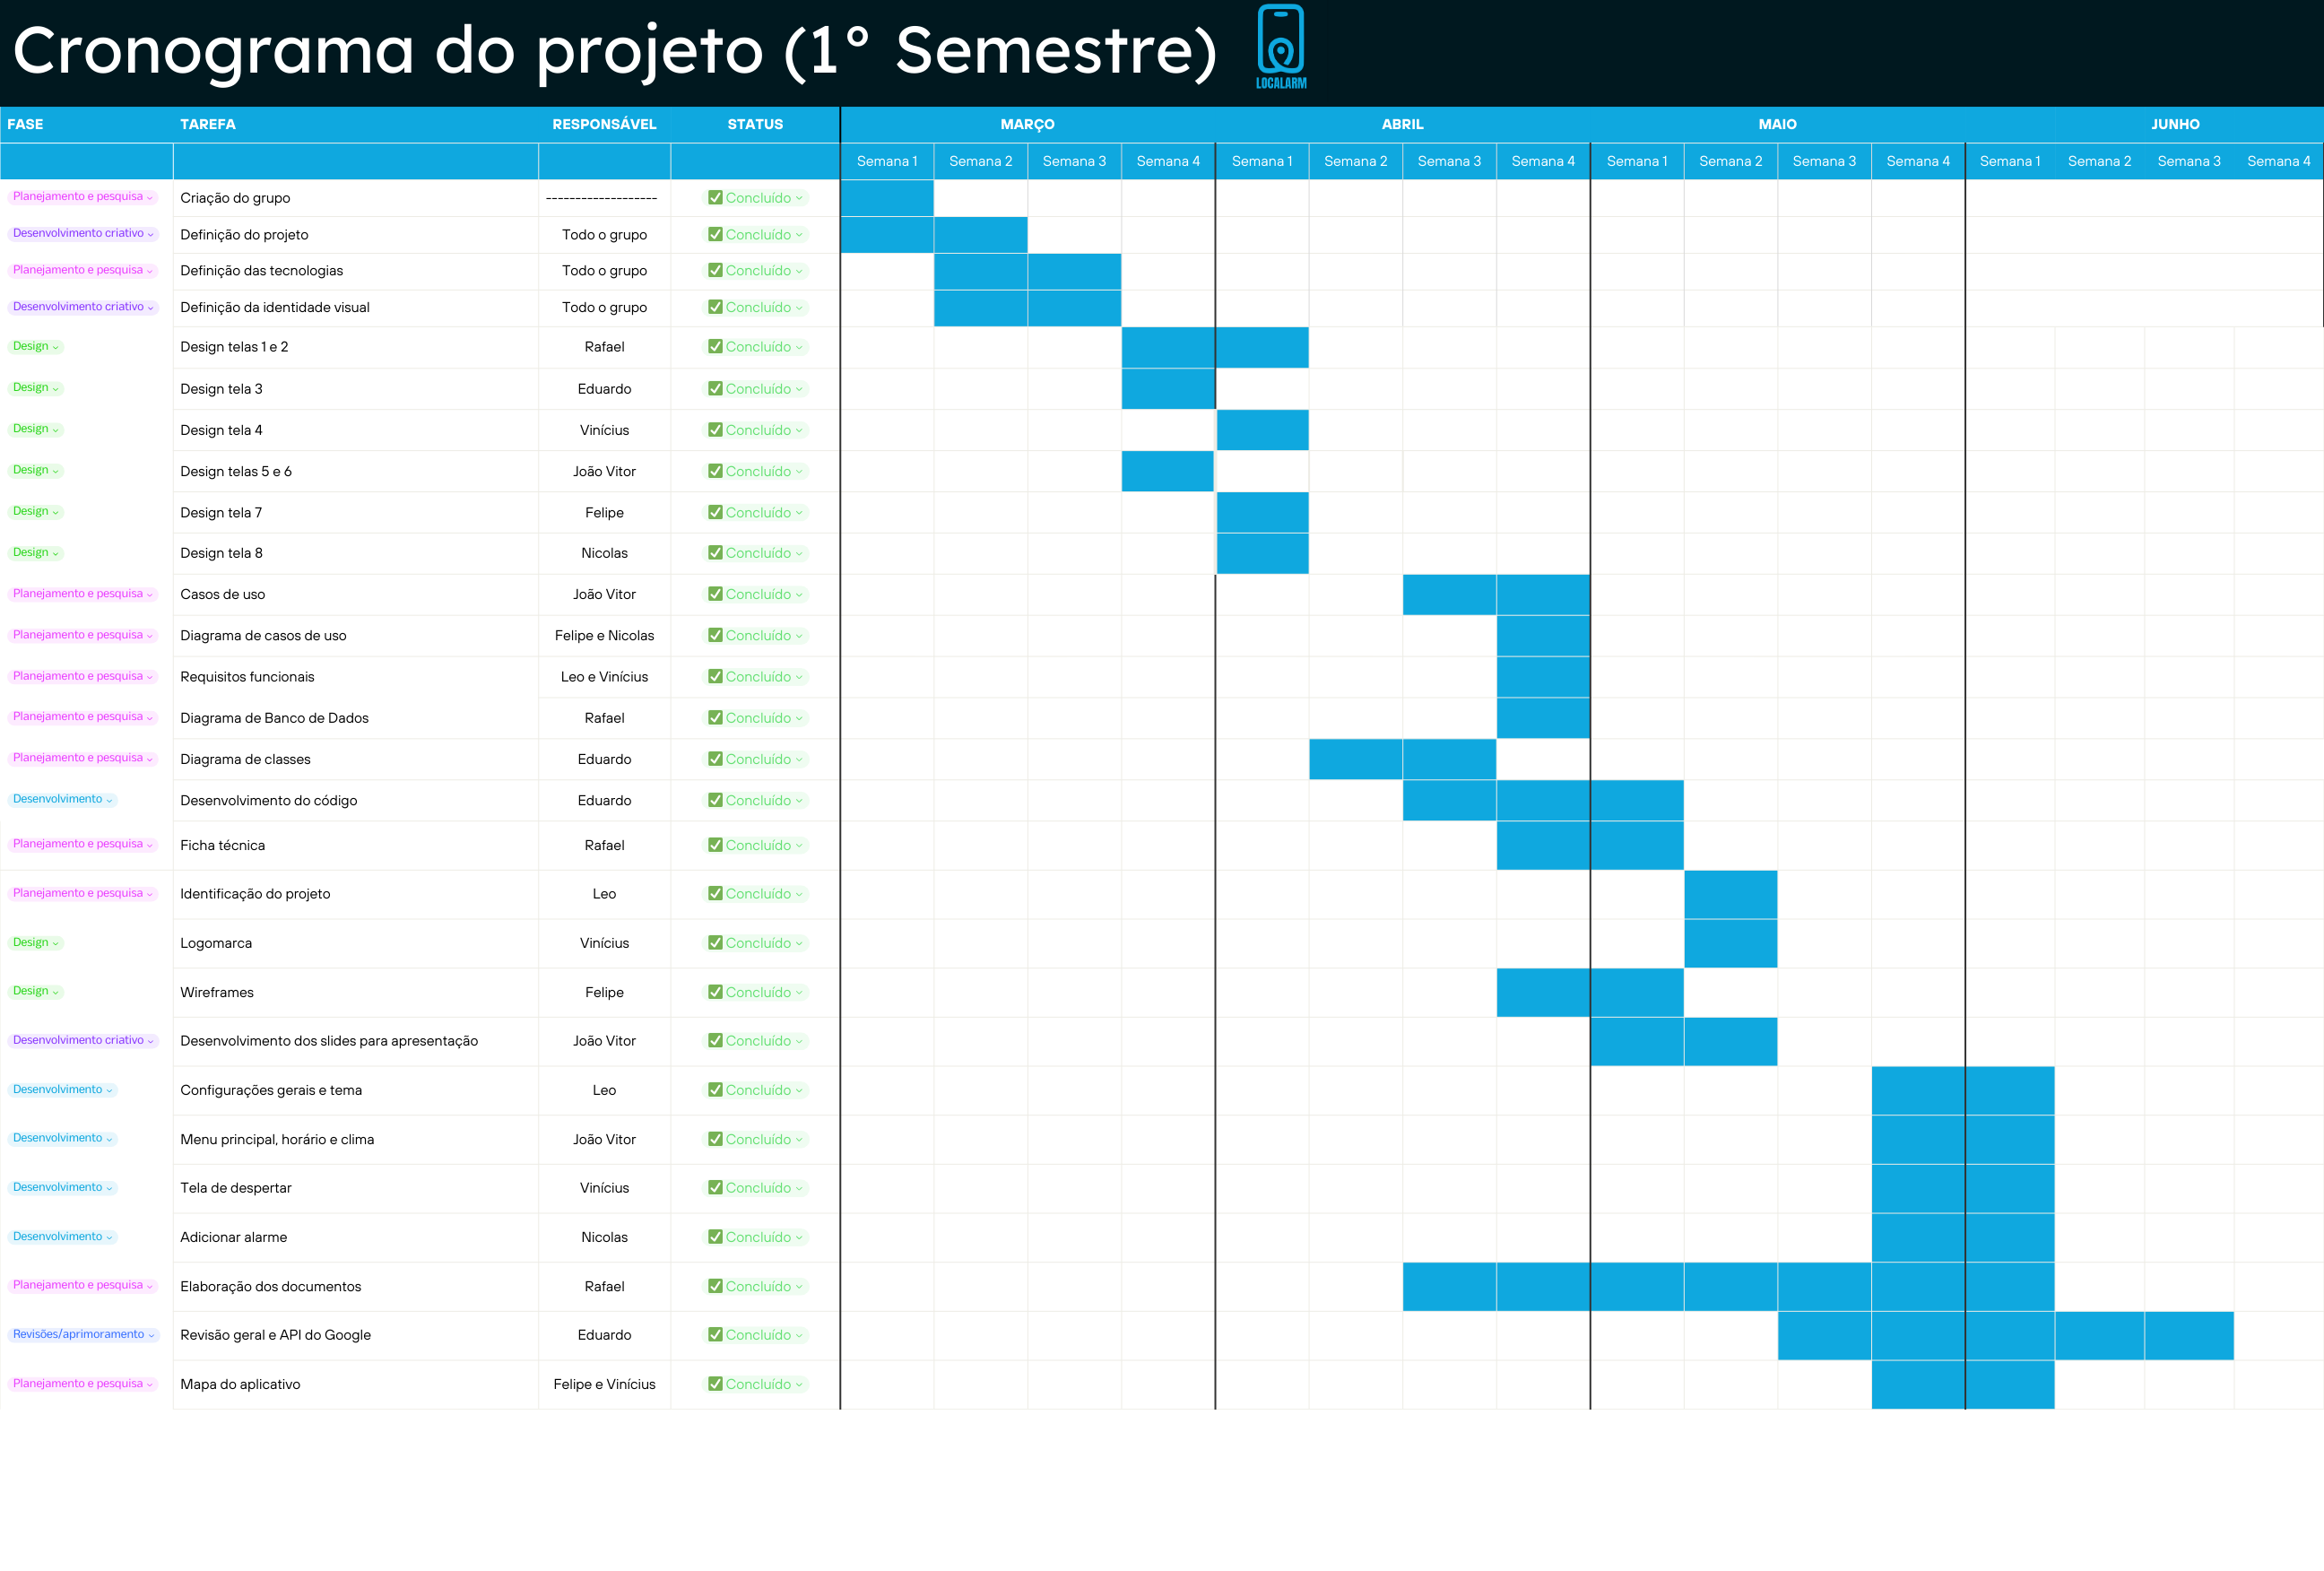 Cronograma do projeto (1° Semestre)
LOCALARM
FASE TAREFA RESPONSÁVEL STATUS MARÇO ABRIL MAIO JUNHO
Semana 1 Semana 2 Semana 3 Semana 4 Semana 1 Semana 2 Semana 3 Semana 4 Semana 1 Semana 2 Semana 3 Semana 4 Semana 1 Semana 2 Semana 3 Semana 4
Planejamento e pesquisa Criação do grupo ------------------- ✅ Concluído
Desenvolvimento criativo Definição do projeto Todo o grupo ✅ Concluído
Planejamento e pesquisa Definição das tecnologias Todo o grupo ✅ Concluído
Desenvolvimento criativo Definição da identidade visual Todo o grupo ✅ Concluído
Design Design telas 1 e 2 Rafael ✅ Concluído
Design Design tela 3 Eduardo ✅ Concluído
Design Design tela 4 Vinícius ✅ Concluído
Design Design telas 5 e 6 João Vitor ✅ Concluído
Design Design tela 7 Felipe ✅ Concluído
Design Design tela 8 Nicolas ✅ Concluído
Planejamento e pesquisa Casos de uso João Vitor ✅ Concluído
Planejamento e pesquisa Diagrama de casos de uso Felipe e Nicolas ✅ Concluído
Planejamento e pesquisa Requisitos funcionais Leo e Vinícius ✅ Concluído
Planejamento e pesquisa Diagrama de Banco de Dados Rafael ✅ Concluído
Planejamento e pesquisa Diagrama de classes Eduardo ✅ Concluído
Desenvolvimento Desenvolvimento do código Eduardo ✅ Concluído
Planejamento e pesquisa Ficha técnica Rafael ✅ Concluído
Planejamento e pesquisa Identificação do projeto Leo ✅ Concluído
Design Logomarca Vinícius ✅ Concluído
Design Wireframes Felipe ✅ Concluído
Desenvolvimento criativo Desenvolvimento dos slides para apresentação João Vitor ✅ Concluído
Desenvolvimento Configurações gerais e tema Leo ✅ Concluído
Desenvolvimento Menu principal, horário e clima João Vitor ✅ Concluído
Desenvolvimento Tela de despertar Vinícius ✅ Concluído
Desenvolvimento Adicionar alarme Nicolas ✅ Concluído
Planejamento e pesquisa Elaboração dos documentos Rafael ✅ Concluído
Revisões/aprimoramento Revisão geral e API do Google Eduardo ✅ Concluído
Planejamento e pesquisa Mapa do aplicativo Felipe e Vinícius ✅ Concluído